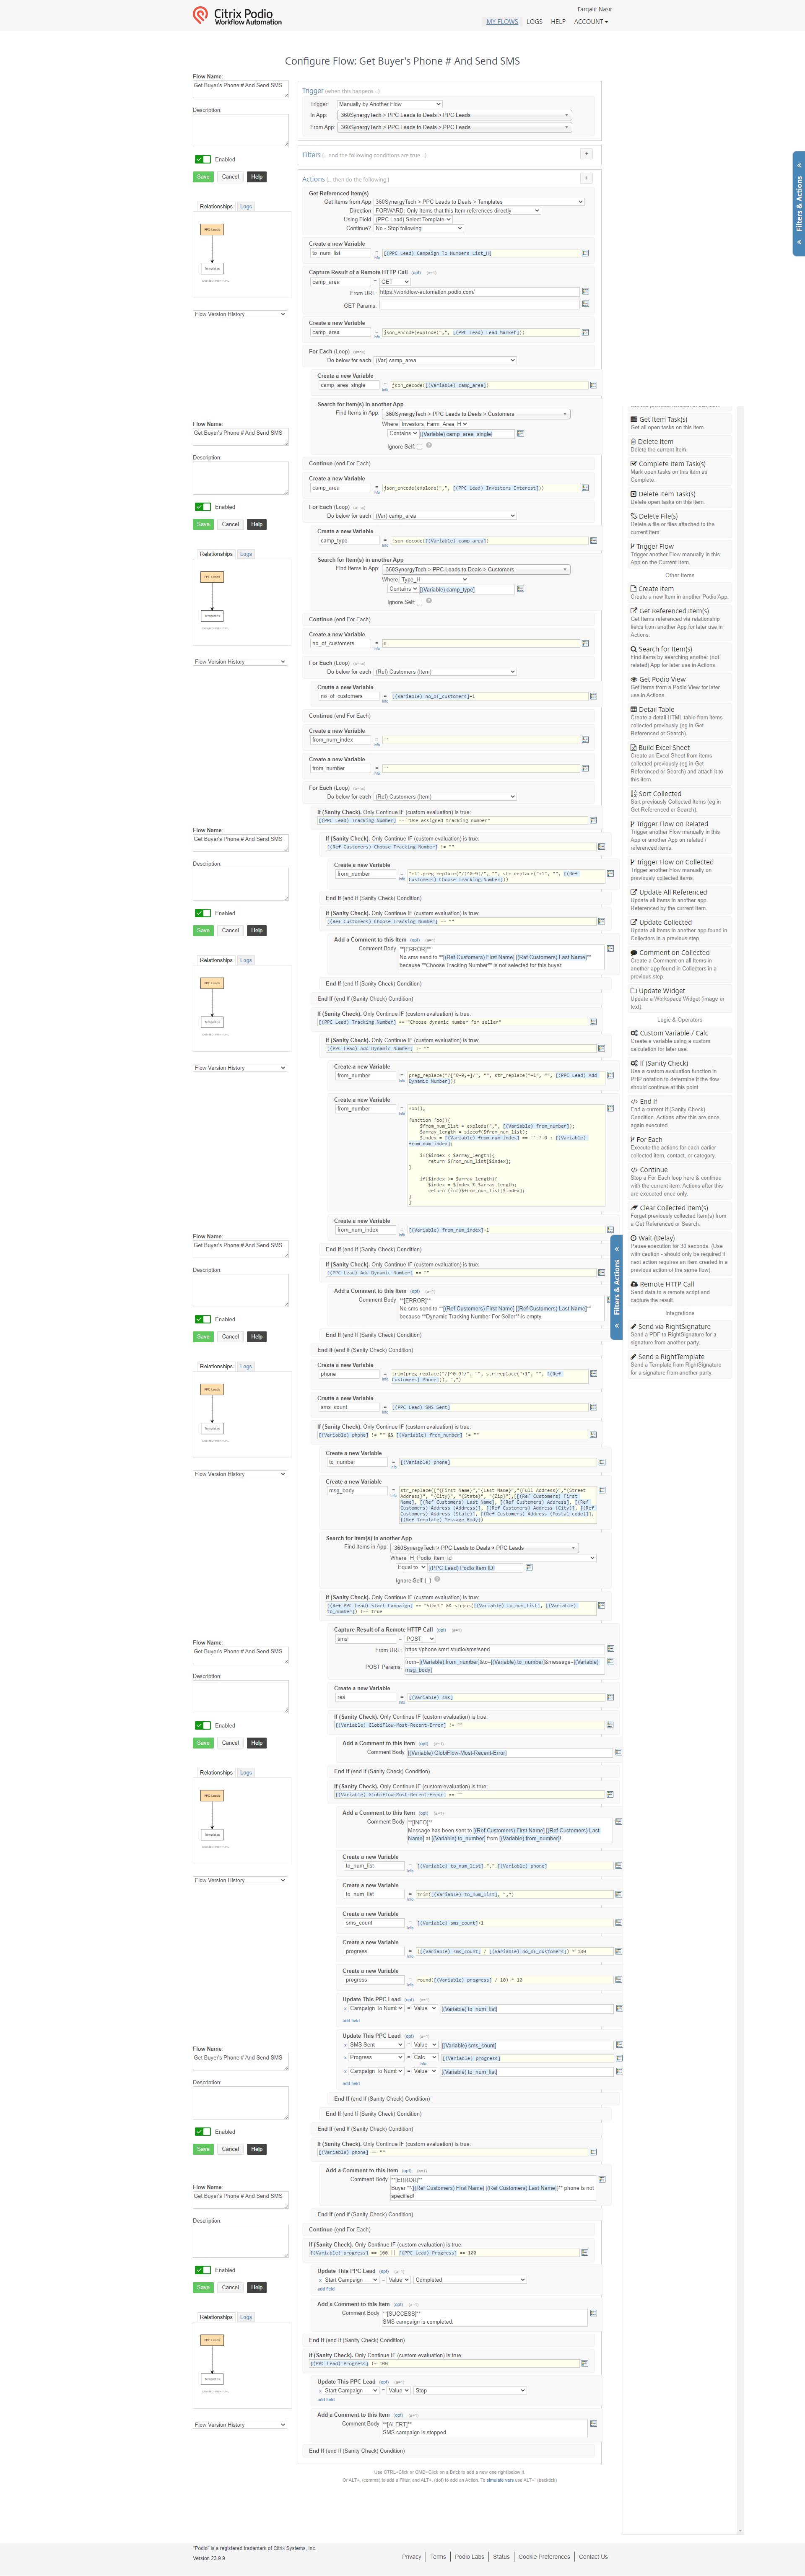 Citrix Podio
Workflow Automation
Farqalit Nasir
MY FLOWS LOGS HELP ACCOUNT
Configure Flow: Get Buyer's Phone # And Send SMS
Flow Name:
Get Buyer's Phone # And Send SMS
Description:
Enabled
Save Cancel Help
Relationships Logs
PPC Leads
Templates
Flow Version History
Trigger (when this happens ...)
Trigger: Manually by Another Flow
In App: 360SynergyTech > PPC Leads to Deals > PPC Leads
From App: 360SynergyTech > PPC Leads to Deals > PPC Leads
Filters (... and the following conditions are true ...)
+
Actions (... then do the following:)
+
Get Referenced Item(s)
Get Items from App 360SynergyTech > PPC Leads to Deals > Templates
Direction FORWARD: Only Items that this Item references directly
Using Field (PPC Lead) Select Template
Continue? No - Stop following
Create a new Variable
to_num_list = [(PPC Lead) Campaign To Numbers List_H]
Capture Result of a Remote HTTP Call (opt)
camp_area = GET
From URL: https://workflow-automation.podio.com/
GET Params:
Create a new Variable
camp_area = json_encode(explode(",", [(PPC Lead) Lead Market]))
For Each (Loop)
Do below for each (Var) camp_area
Create a new Variable
camp_area_single = json_decode([(Variable) camp_area])
Search for Item(s) in another App
Find Items in App: 360SynergyTech > PPC Leads to Deals > Customers
Where Investors_Farm_Area_H
Contains [(Variable) camp_area_single]
Ignore Self:
Continue (end For Each)
Create a new Variable
camp_area = json_encode(explode(",", [(PPC Lead) Investors Interest]))
For Each (Loop)
Do below for each (Var) camp_area
Create a new Variable
camp_type = json_decode([(Variable) camp_area])
Search for Item(s) in another App
Find Items in App: 360SynergyTech > PPC Leads to Deals > Customers
Where Type_H
Contains [(Variable) camp_type]
Ignore Self:
Continue (end For Each)
Create a new Variable
no_of_customers = 0
For Each (Loop)
Do below for each (Ref) Customers (Item)
Create a new Variable
no_of_customers = [(Variable) no_of_customers]+1
Continue (end For Each)
Create a new Variable
from_num_index = ''
Create a new Variable
from_number = ''
For Each (Loop)
Do below for each (Ref) Customers (Item)
If (Sanity Check). Only Continue IF (custom evaluation) is true:
[(PPC Lead) Tracking Number] == "Use assigned tracking number"
If (Sanity Check). Only Continue IF (custom evaluation) is true:
[(Ref Customers) Choose Tracking Number] != ""
Create a new Variable
from_number = "+1".preg_replace("/[^0-9]/", "", str_replace("+1", "", [(Ref Customers) Choose Tracking Number]))
End If (end If (Sanity Check) Condition)
If (Sanity Check). Only Continue IF (custom evaluation) is true:
[(Ref Customers) Choose Tracking Number] == ""
Add a Comment to this Item (opt)
Comment Body **[ERROR]**
No sms send to "*[(Ref Customers) First Name] [(Ref Customers) Last Name]*"
because "*Choose Tracking Number*" is not selected for this buyer.
End If (end If (Sanity Check) Condition)
End If (end If (Sanity Check) Condition)
If (Sanity Check). Only Continue IF (custom evaluation) is true:
[(PPC Lead) Tracking Number] == "Choose dynamic number for seller"
If (Sanity Check). Only Continue IF (custom evaluation) is true:
[(PPC Lead) Add Dynamic Number] != ""
Create a new Variable
from_number = preg_replace("/[^0-9,+]/", "", str_replace("+1", "", [(PPC Lead) Add Dynamic Number]))
Create a new Variable
from_number = Foo();
function Foo(){
$from_num_list = explode(",", [(Variable) from_number]);
$array_length = sizeof($from_num_list);
$index = [(Variable) from_num_index] == '' ? 0 : [(Variable) from_num_index];
if($index < $array_length){
return $from_num_list[$index];
}
if($index >= $array_length){
$index = $index % $array_length;
return (int)$from_num_list[$index];
}
}
Create a new Variable
from_num_index = [(Variable) from_num_index]+1
End If (end If (Sanity Check) Condition)
If (Sanity Check). Only Continue IF (custom evaluation) is true:
[(PPC Lead) Add Dynamic Number] == ""
Add a Comment to this Item (opt)
Comment Body **[ERROR]**
No sms send to "*[(Ref Customers) First Name] [(Ref Customers) Last Name]*"
because "*Dynamic Tracking Number For Seller*" is empty.
End If (end If (Sanity Check) Condition)
End If (end If (Sanity Check) Condition)
Create a new Variable
phone = trim(preg_replace("/[^0-9]/", "", str_replace("+1", "", [(Ref Customers) Phone])), ",")
Create a new Variable
sms_count = [(PPC Lead) SMS Sent]
If (Sanity Check). Only Continue IF (custom evaluation) is true:
[(Variable) phone] != "" && [(Variable) from_number] != ""
Create a new Variable
to_number = [(Variable) phone]
Create a new Variable
msg_body = str_replace(["(First Name)","(Last Name)","(Full Address)","(Street Address)", "(City)", "(State)", "(Zip)"],[[(Ref Customers) First Name], [(Ref Customers) Last Name], [(Ref Customers) Address], [(Ref Customers) Address (Address)], [(Ref Customers) Address (City)], [(Ref Customers) Address (State)], [(Ref Customers) Address (Postal_code)]], [(Ref Template) Message Body])
Search for Item(s) in another App
Find Items in App: 360SynergyTech > PPC Leads to Deals > PPC Leads
Where H_Podio_Item_id
Equal to [(PPC Lead) Podio Item ID]
Ignore Self:
If (Sanity Check). Only Continue IF (custom evaluation) is true:
[(Ref PPC Lead) Start Campaign] == "Start" && strpos([(Variable) to_num_list], [(Variable) to_number]) !== true
Capture Result of a Remote HTTP Call (opt)
sms = POST
From URL: https://phone.smrt.studio/sms/send
POST Params: from=[(Variable) from_number]&to=[(Variable) to_number]&message=[(Variable) msg_body]
Create a new Variable
res = [(Variable) sms]
If (Sanity Check). Only Continue IF (custom evaluation) is true:
[(Variable) Globiflow-Most-Recent-Error] != ""
Add a Comment to this Item (opt)
Comment Body [(Variable) GlobiFlow-Most-Recent-Error]
End If (end If (Sanity Check) Condition)
If (Sanity Check). Only Continue IF (custom evaluation) is true:
[(Variable) Globiflow-Most-Recent-Error] == ""
Add a Comment to this Item (opt)
Comment Body **[INFO]**
Message has been sent to [(Ref Customers) First Name] [(Ref Customers) Last Name] at [(Variable) to_number] from [(Variable) from_number]!
Create a new Variable
to_num_list = [(Variable) to_num_list].",".[(Variable) phone]
Create a new Variable
to_num_list = trim([(Variable) to_num_list], ",")
Create a new Variable
sms_count = [(Variable) sms_count]+1
Create a new Variable
progress = ([(Variable) sms_count] / [(Variable) no_of_customers]) * 100
Create a new Variable
progress = round([(Variable) progress / 10) * 10
Update This PPC Lead (opt)
x Campaign To Numb = Value [(Variable) to_num_list]
add field
Update This PPC Lead (opt)
x SMS Sent = Value [(Variable) sms_count]
x Progress = Calc [(Variable) progress]
x Campaign To Numb = Value [(Variable) to_num_list]
add field
End If (end If (Sanity Check) Condition)
End If (end If (Sanity Check) Condition)
End If (end If (Sanity Check) Condition)
If (Sanity Check). Only Continue IF (custom evaluation) is true:
[(Variable) phone] == ""
Add a Comment to this Item (opt)
Comment Body **[ERROR]**
Buyer "*[(Ref Customers) First Name] [(Ref Customers) Last Name]*" phone is not specified!
End If (end If (Sanity Check) Condition)
Continue (end For Each)
If (Sanity Check). Only Continue IF (custom evaluation) is true:
[(Variable) progress] == 100 || [(PPC Lead) Progress] == 100
Update This PPC Lead (opt)
x Start Campaign = Value Completed
add field
Add a Comment to this Item (opt)
Comment Body **[SUCCESS]**
SMS campaign is completed.
End If (end If (Sanity Check) Condition)
If (Sanity Check). Only Continue IF (custom evaluation) is true:
[(PPC Lead) Progress] != 100
Update This PPC Lead (opt)
x Start Campaign = Value Stop
add field
Add a Comment to this Item (opt)
Comment Body **[ALERT]**
SMS campaign is stopped.
End If (end If (Sanity Check) Condition)
Use CTRL+Click or CMD+Click on a Brick to add a new one right below it.
Filters & Actions
Get Item Task(s)
Get all open tasks on this item.
Delete Item
Delete the current Item.
Complete Item Task(s)
Mark open tasks on this item as Complete.
Delete Item Task(s)
Delete open tasks on this item.
Delete File(s)
Delete a file or files attached to the current item.
Trigger Flow
Trigger another Flow manually in this App on the Current Item.
Other Items
Create Item
Create a new Item in another Podio App.
Get Referenced Item(s)
Get Items referenced via relationship fields from another App for later use in Actions.
Search for Item(s)
Find items by searching another (not related) App for later use in Actions.
Get Podio View
Get Items from a Podio View for later use in Actions.
Detail Table
Create a detail HTML table from items collected previously (eg in Get Referenced or Search).
Build Excel Sheet
Create an Excel Sheet from items collected previously (eg in Get Referenced or Search) and attach it to this item.
Sort Collected
Sort previously Collected Items (eg in Get Referenced or Search).
Trigger Flow on Related
Trigger another Flow manually in this App or another App on related / referenced items.
Trigger Flow on Collected
Trigger another Flow manually on previously collected items.
Update All Referenced
Update all Items in another app Referenced by the current Item.
Update Collected
Update all Items in another app found in Collectors in a previous step.
Comment on Collected
Create a Comment on all Items in another app found in Collectors in a previous step.
Update Widget
Update a Workspace Widget (Image or text).
Logic & Operators
Custom Variable / Calc
Create a variable using a custom calculation for later use.
If (Sanity Check)
Use a custom evaluation function in PHP notation to determine if the flow should continue at this point.
End If
End a current If (Sanity Check) Condition. Actions after this are once again executed.
For Each
Execute the actions for each earlier collected item, contact, or category.
Continue
Stop a For Each loop here & continue with the current item. Actions after this are executed once only.
Clear Collected Item(s)
Forget previously collected Item(s) from a Get Referenced or Search.
Wait (Delay)
Pause execution for 30 seconds. (Use with caution - should only be required if next action requires an item created in a previous action of the same flow).
Remote HTTP Call
Send data to a remote script and capture the result.
Integrations
Send via RightSignature
Send a PDF to RightSignature for a signature from another party.
Send a RightTemplate
Send a Template from RightSignature for a signature from another party.
Filters & Actions
"Podio" is a registered trademark of Citrix Systems, Inc.
Version 23.9.9
Privacy Terms Podio Labs Status Cookie Preferences Contact Us